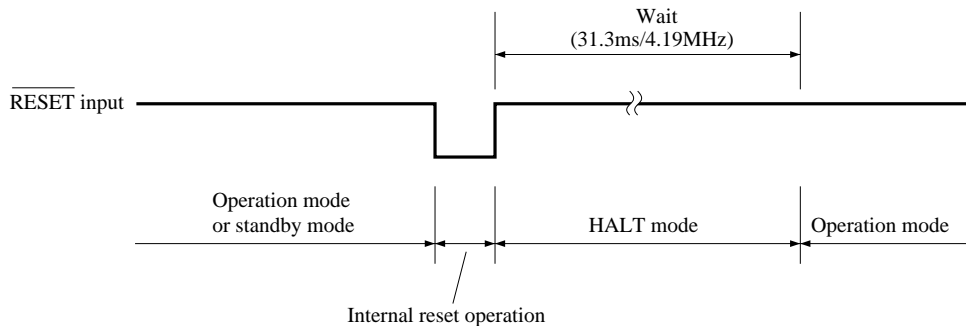 Wait
(31.3ms/4.19MHz)
RESET input
Operation mode
or standby mode
HALT mode
Operation mode
Internal reset operation